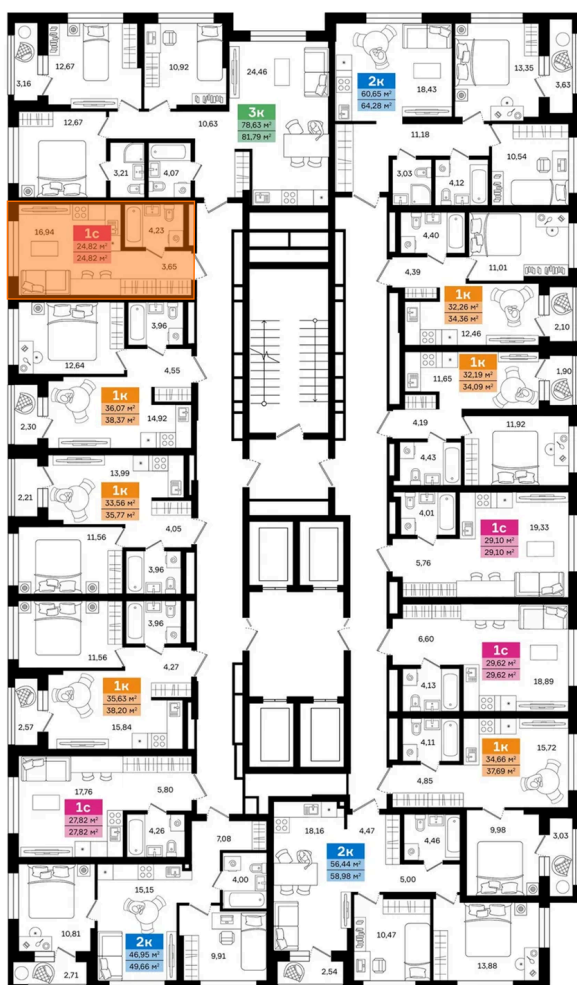 3,16
12,67
10,92
24,46
3к
78,63 м²
81,79 м²
12,67
10,63
3,21
4,07
2к
60,65 м²
64,28 м²
18,43
13,35
3,63
11,18
10,54
3,03
4,12
16,94
1с
24,82 м²
24,82 м²
4,23
3,65
4,40
4,39
11,01
1к
32,26 м²
34,36 м²
12,46
2,10
12,64
3,96
4,55
1к
36,07 м²
38,37 м²
14,92
2,30
1к
32,19 м²
34,09 м²
11,65
1,90
4,19
11,92
4,43
13,99
1к
33,56 м²
35,77 м²
2,21
4,05
11,56
3,96
4,01
1с
29,10 м²
29,10 м²
19,33
5,76
3,96
11,56
4,27
1к
35,63 м²
38,20 м²
2,57
15,84
6,60
1с
29,62 м²
29,62 м²
4,13
18,89
4,11
1к
34,66 м²
37,69 м²
15,72
4,85
17,76
5,80
1с
27,82 м²
27,82 м²
4,26
7,08
4,00
15,15
10,81
2к
46,95 м²
49,66 м²
2,71
9,91
18,16
4,47
2к
56,44 м²
58,98 м²
4,46
5,00
9,98
3,03
10,47
2,54
13,88